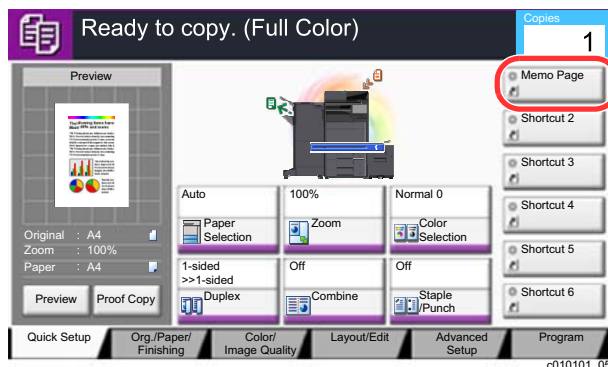 Ready to copy. (Full Color)
Copies
1
Preview
Original : A4
Zoom : 100%
Paper : A4
Preview
Proof Copy
Auto
Paper
Selection
100%
Zoom
Normal 0
Color
Selection
1-sided
>>1-sided
Duplex
Off
Combine
Off
Staple
/Punch
Memo Page
Shortcut 2
Shortcut 3
Shortcut 4
Shortcut 5
Shortcut 6
Quick Setup
Org./Paper/
Finishing
Color/
Image Quality
Layout/Edit
Advanced
Setup
Program
c010101_05